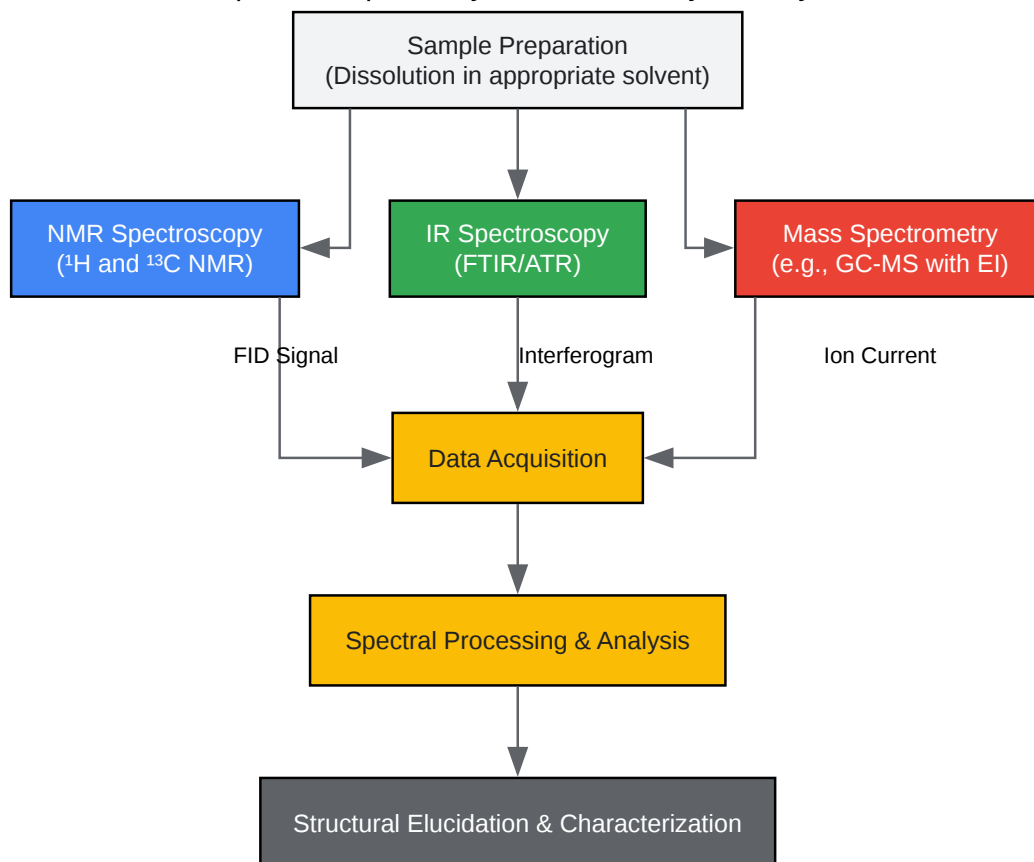 Sample Preparation
(Dissolution in appropriate solvent)
NMR Spectroscopy
(¹H and ¹³C NMR)
IR Spectroscopy
(FTIR/ATR)
Mass Spectrometry
(e.g., GC-MS with EI)
FID Signal
Interferogram
Ion Current
Data Acquisition
Spectral Processing & Analysis
Structural Elucidation & Characterization